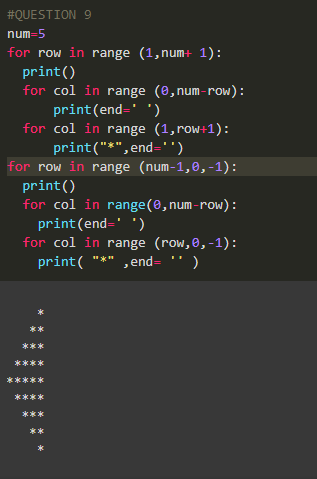 #QUESTION 9
num=5
for row in range (1,num+ 1):
  print()
  for col in range (0,num-row):
      print(end=' ')
  for col in range (1,row+1):
      print("*",end='')
for row in range (num-1,0,-1):
  print()
  for col in range(0,num-row):
    print(end=' ')
  for col in range (row,0,-1):
    print( "*" ,end= '' )
    *
   **
  ***
 ****
*****
 ****
  ***
   **
    *